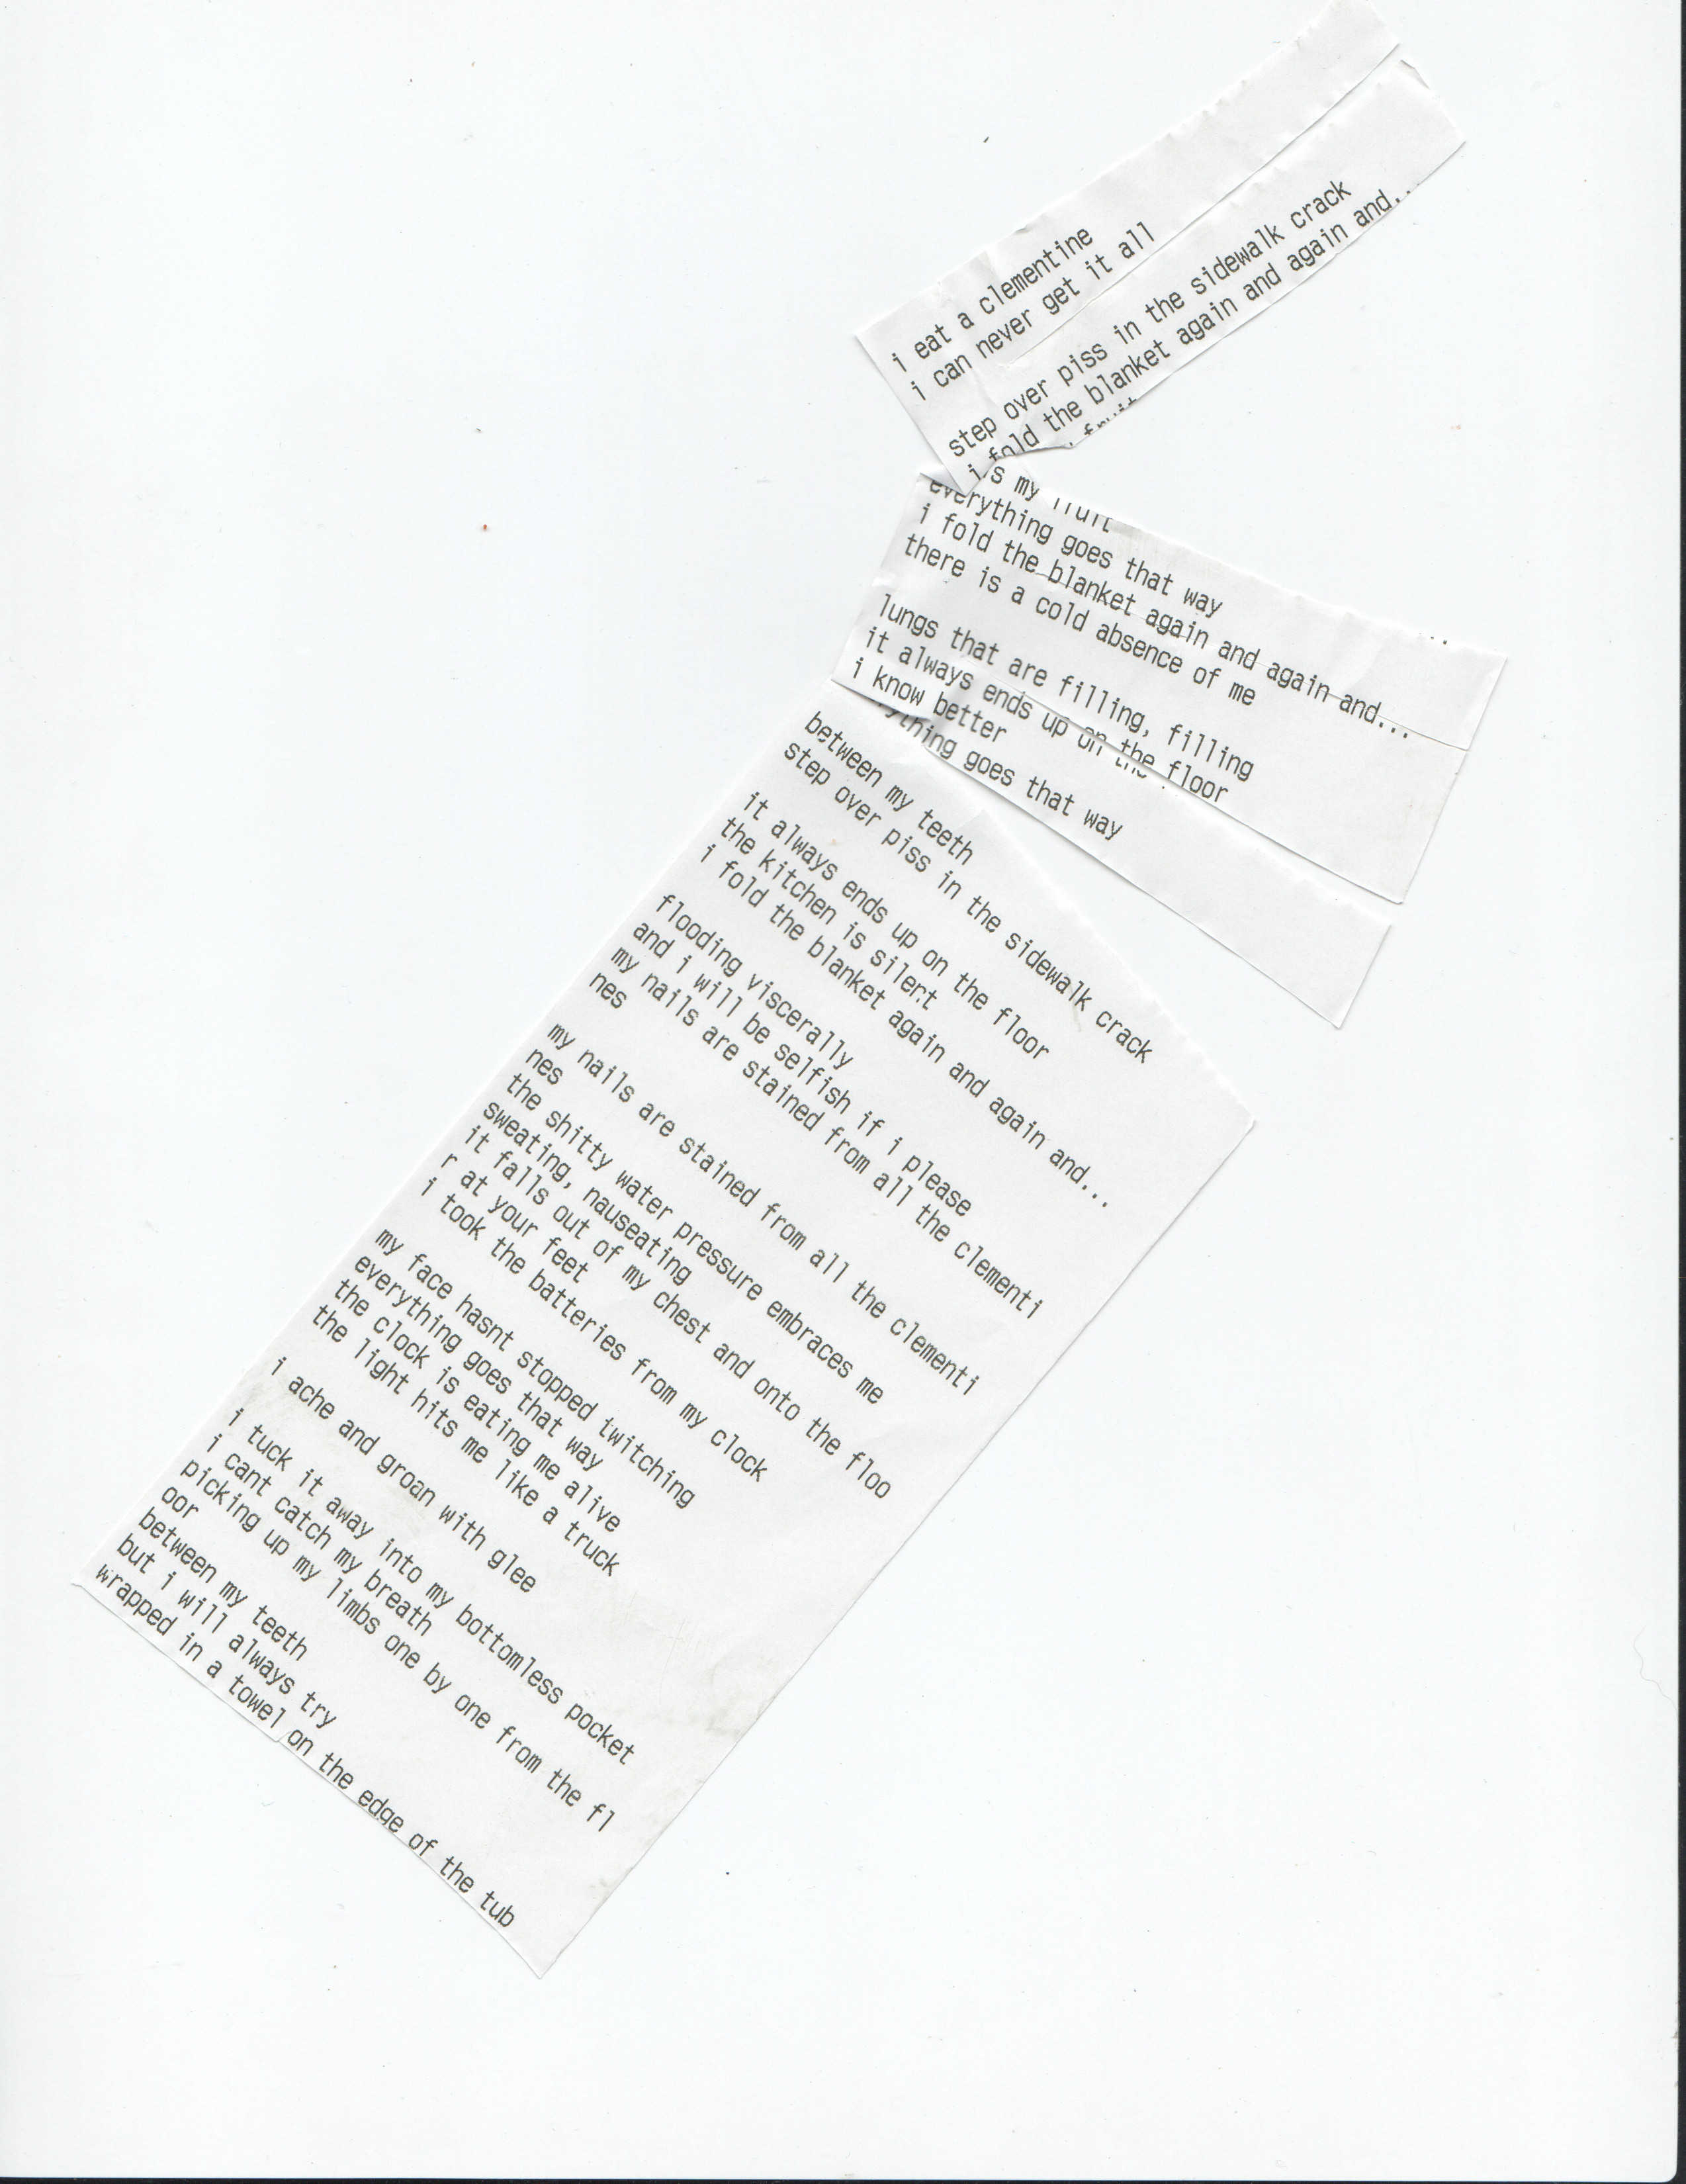 i eat a clementine
i can never get it all
step over piss in the sidewalk crack
i fold the blanket again and again and...
fruit
s my fruit
everything goes that way
i fold the blanket again and again and...
there is a cold absence of me
lungs that are filling, filling
it always ends up on the floor
i know better
on the
rything goes that way
between my teeth
step over piss in the sidewalk crack
it always ends up on the floor
the kitchen is silent
i fold the blanket again and again and...
flooding viscerally
and i will be selfish if i please
my nails are stained from all the clementi
nes
my nails are stained from all the clementi
nes
the shitty water pressure embraces me
sweating, nauseating
it falls out of my chest and onto the floo
r at your feet
i took the batteries from my clock
my face hasnt stopped twitching
everything goes that way
the clock is eating me alive
the light hits me like a truck
i ache and groan with glee
i tuck it away into my bottomless pocket
i cant catch my breath
picking up my limbs one by one from the fl
oor
between my teeth
but i will always try
wrapped in a towel on the edge of the tub